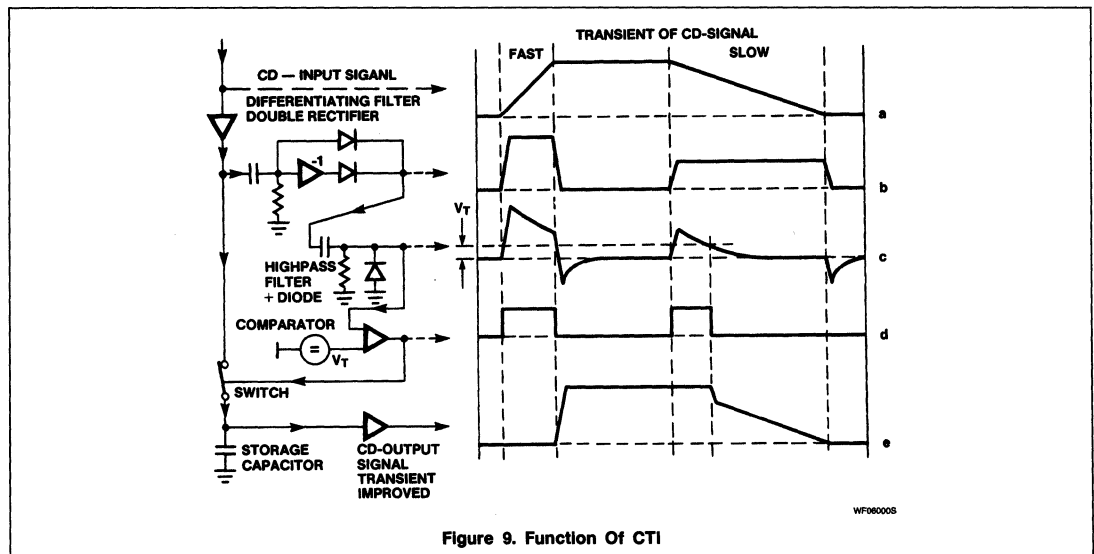 TRANSIENT OF CD-SIGNAL
FAST
SLOW
CD — INPUT SIGANL
DIFFERENTIATING FILTER
DOUBLE RECTIFIER
-1
a
b
VT
c
HIGHPASS
FILTER
+ DIODE
COMPARATOR
=
VT
d
SWITCH
STORAGE
CAPACITOR
CD-OUTPUT
SIGNAL
TRANSIENT
IMPROVED
e
WF06000S
Figure 9. Function Of CTI